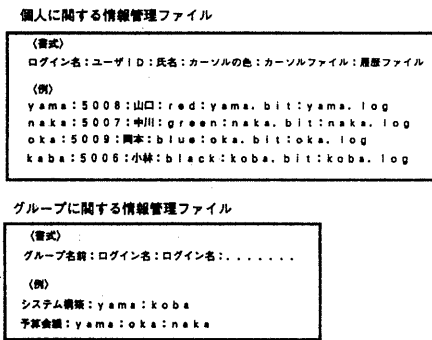 個人に関する情報管理ファイル
〈書式〉
ログイン名：ユーザID：氏名：カーソルの色：カーソルファイル：履歴ファイル
〈例〉
yama：5008：山口：red：yama．bit：yama．log
naka：5007：中川：green：naka．bit：naka．log
oka：5009：岡本：blue：oka．bit：oka．log
kaba：5006：小林：black：koba．bit：koba．log
グループに関する情報管理ファイル
〈書式〉
グループ名前：ログイン名：ログイン名：．．．．．．．
〈例〉
システム構築：yama：koba
予算会議：yama：oka：naka